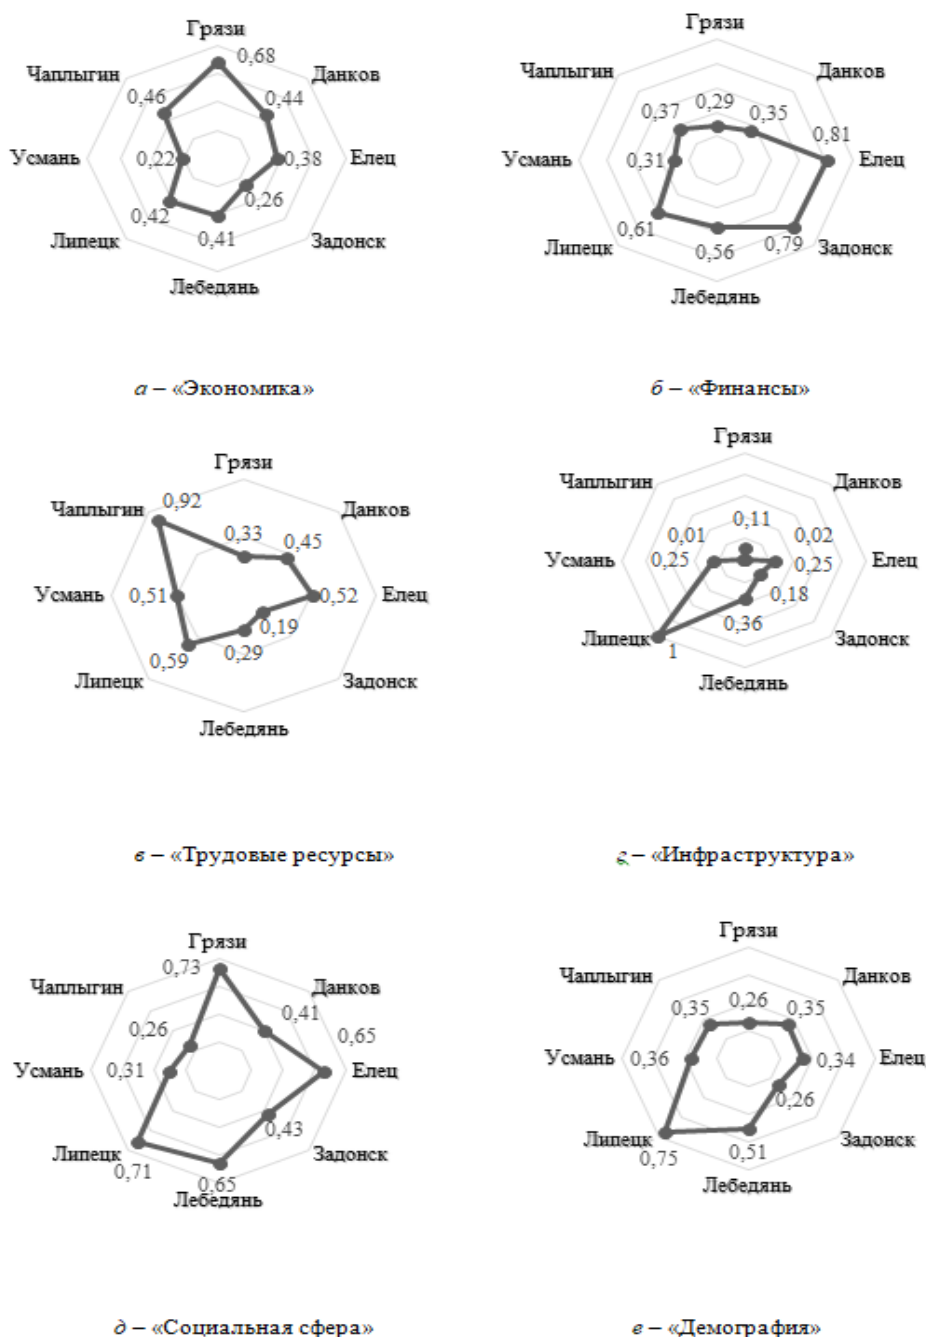 Грязи
0,68
Чаплыгин
Данков
0,46
0,44
Усмань
0,22
0,38
Елец
0,42
0,26
Липецк
0,41
Задонск
Лебедянь
а – «Экономика»
Грязи
Чаплыгин
Данков
0,37
0,29
0,35
0,81
Усмань
0,31
Елец
Липецк
0,61
0,56
0,79
Задонск
Лебедянь
б – «Финансы»
Грязи
Чаплыгин
0,92
Данков
0,33
0,45
Усмань
0,51
0,52
Елец
0,19
0,59
0,29
Липецк
Задонск
Лебедянь
в – «Трудовые ресурсы»
Грязи
Чаплыгин
Данков
0,01
0,11
0,02
Усмань
0,25
0,25
Елец
0,18
0,36
Липецк
1
Задонск
Лебедянь
г – «Инфраструктура»
Грязи
0,73
Чаплыгин
Данков
0,26
0,41
0,65
Усмань
0,31
Елец
0,43
Липецк
Задонск
0,71
0,65
Лебедянь
д – «Социальная сфера»
Грязи
Чаплыгин
Данков
0,35
0,26
0,35
Усмань
0,36
0,34
Елец
0,26
Липецк
Задонск
0,75
0,51
Лебедянь
е – «Демография»